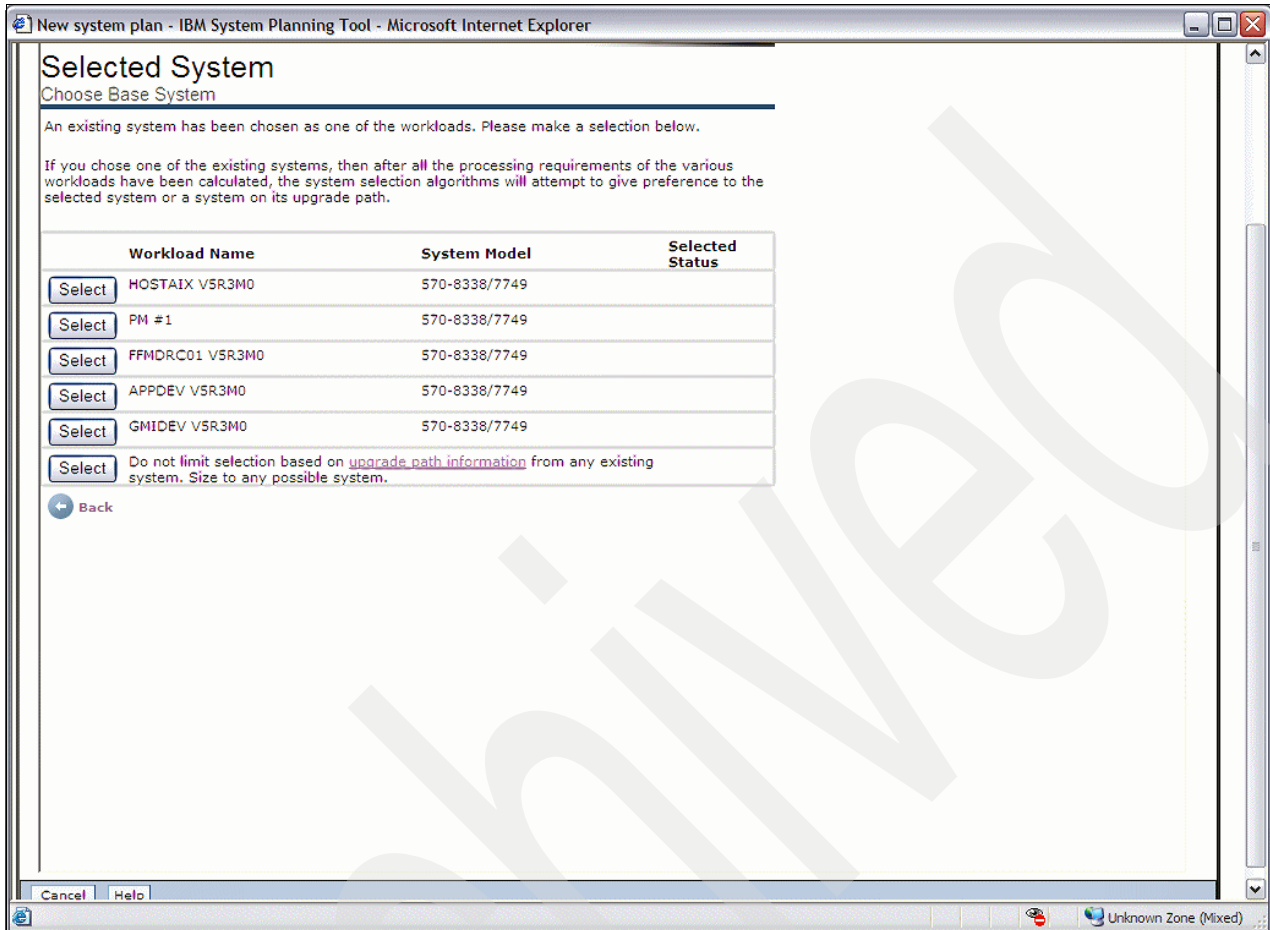 New system plan - IBM System Planning Tool - Microsoft Internet Explorer
Selected System
Choose Base System
An existing system has been chosen as one of the workloads. Please make a selection below.
If you chose one of the existing systems, then after all the processing requirements of the various
workloads have been calculated, the system selection algorithms will attempt to give preference to the
selected system or a system on its upgrade path.
Workload Name System Model Selected Status
Select HOSTAIX V5R3M0 570-8338/7749
Select PM #1 570-8338/7749
Select FFMDRC01 V5R3M0 570-8338/7749
Select APPDEV V5R3M0 570-8338/7749
Select GMIDEV V5R3M0 570-8338/7749
Select Do not limit selection based on upgrade path information from any existing
system. Size to any possible system.
Back
Cancel Help
Unknown Zone (Mixed)
hived